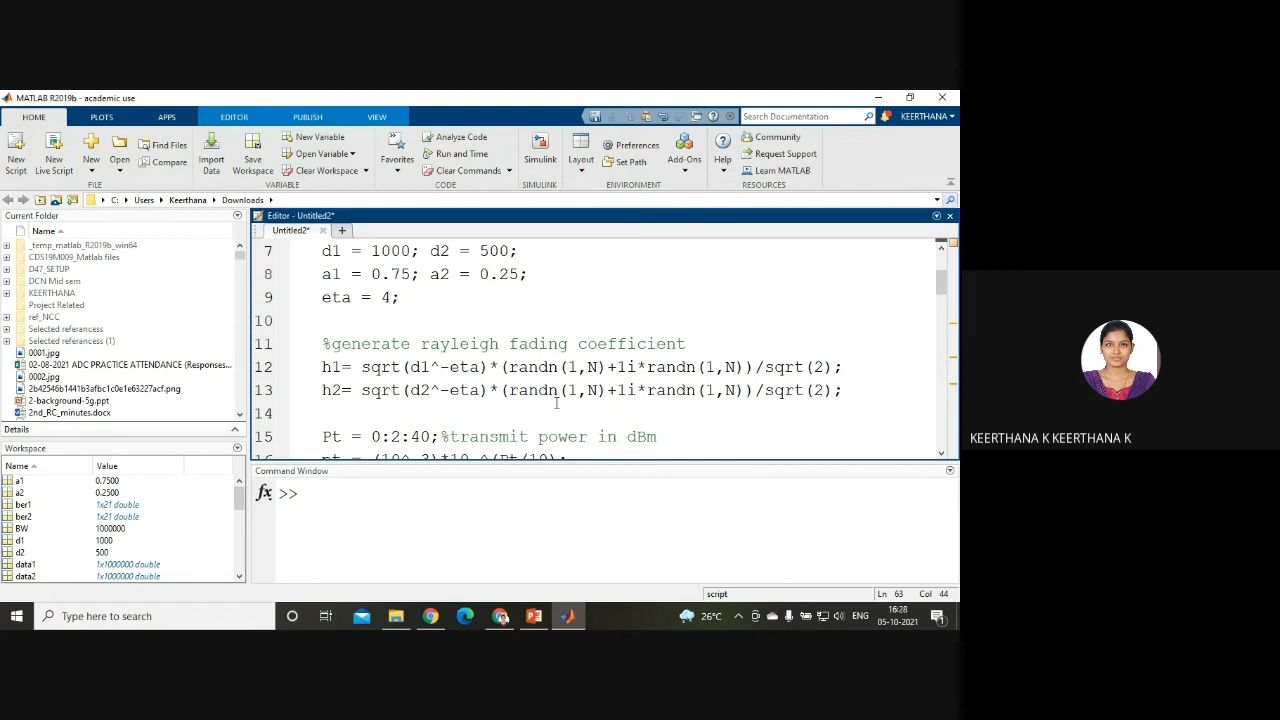 MATLAB R2019b - academic use
HOME PLOTS APPS EDITOR PUBLISH VIEW Search Documentation KEERTHANA
New Script New Live Script New Open Find Files Compare Import Data Save Workspace New Variable Open Variable Clear Workspace Favorites Analyze Code Run and Time Clear Commands Simulink Layout Preferences Set Path Add-Ons Help Community Request Support Learn MATLAB
FILE VARIABLE CODE SIMULINK ENVIRONMENT RESOURCES
C: Users Keerthana Downloads
Current Folder
Name
_temp_matlab_R2019b_win64
CDS19M009_Matlab files
D47_SETUP
DCN Mid sem
KEERTHANA
Project Related
ref_NCC
Selected referancess
Selected referancess (1)
0001.jpg
02-08-2021 ADC PRACTICE ATTENDANCE (Responses...
0002.jpg
2b42546b1441b3afbc1c0e1e63227acf.png
2-background-5g.ppt
2nd_RC_minutes.docx
Details
Workspace
Name Value
a1 0.7500
a2 0.2500
ber1 1x21 double
ber2 1x21 double
BW 1000000
d1 1000
d2 500
data1 1x1000000 double
data2 1x1000000 double
Editor - Untitled2*
Untitled2*
7 d1 = 1000; d2 = 500;
8 a1 = 0.75; a2 = 0.25;
9 eta = 4;
10
11 %generate rayleigh fading coefficient
12 h1= sqrt(d1^-eta)*(randn(1,N)+1i*randn(1,N))/sqrt(2);
13 h2= sqrt(d2^-eta)*(randn(1,N)+1i*randn(1,N))/sqrt(2);
14
15 Pt = 0:2:40;%transmit power in dBm
16 pt = (10^-3)*10.^(Pt/10);
Command Window
fx >>
script Ln 63 Col 44
Type here to search
26°C ENG 16:28 05-10-2021
KEERTHANA K KEERTHANA K